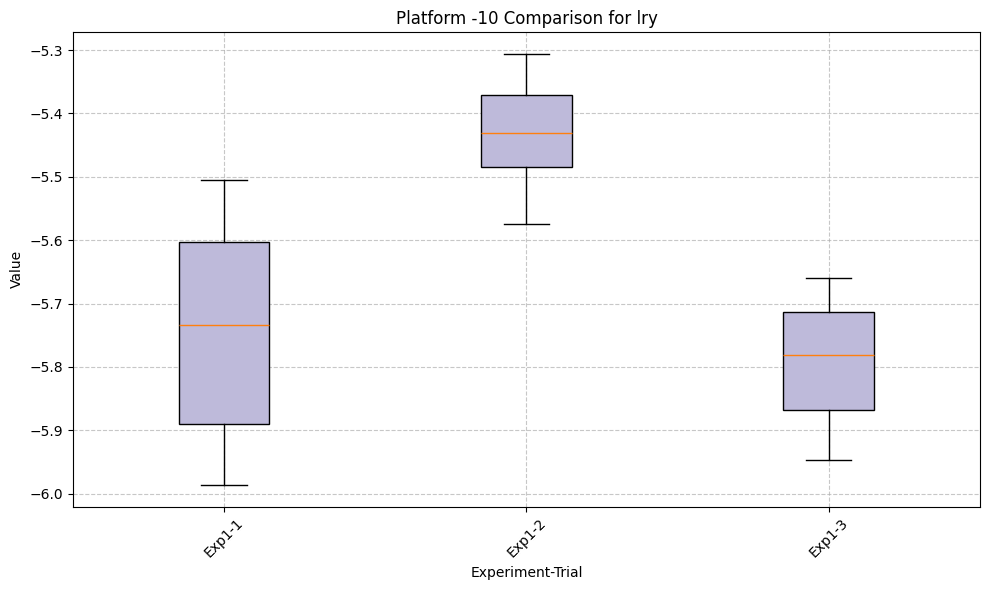 Platform -10 Comparison for lry
−5.3
−5.4
−5.5
−5.6
−5.7
−5.8
−5.9
−6.0
Value
Exp1-1
Exp1-2
Exp1-3
Experiment-Trial